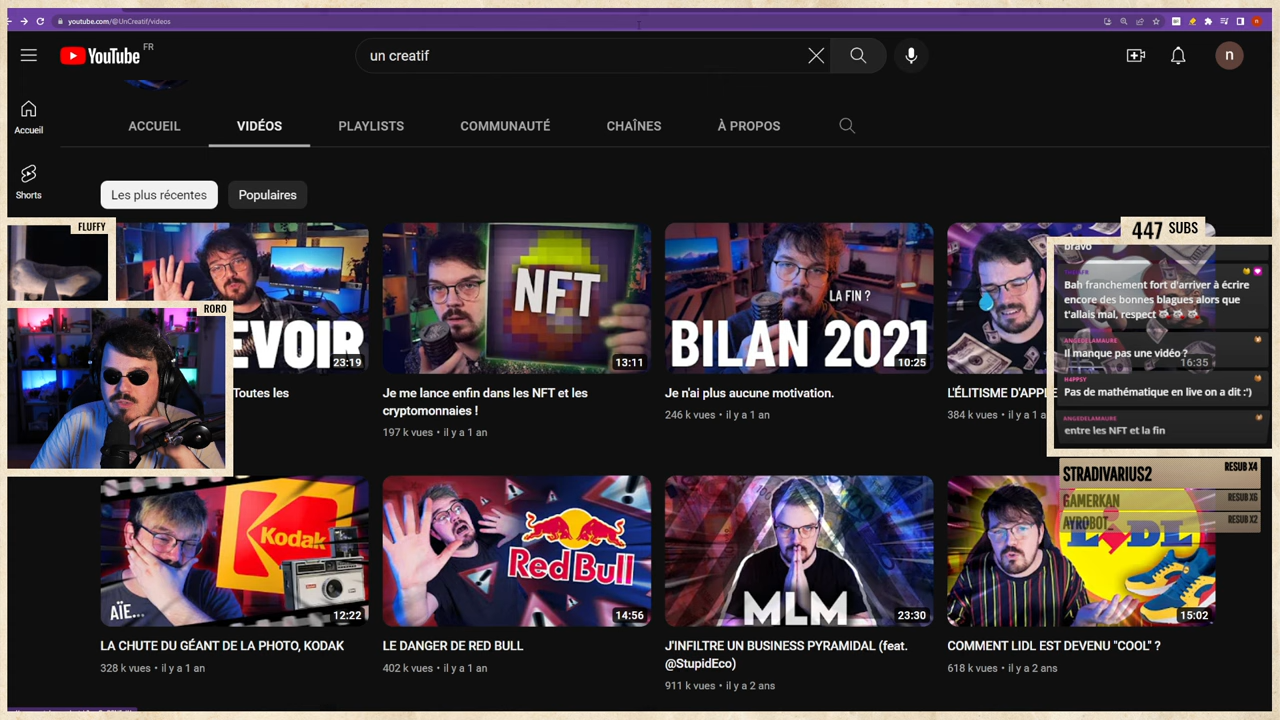 youtube.com/@UnCreatif/videos
YouTube FR
un creatif
n
Accueil
Shorts
ACCUEIL
VIDÉOS
PLAYLISTS
COMMUNAUTÉ
CHAÎNES
À PROPOS
Les plus récentes
Populaires
FLUFFY
RORO
447 SUBS
EVOIR
23:19
NFT
13:11
LA FIN ?
BILAN 2021
10:25
16:35
Toutes les
Je me lance enfin dans les NFT et les
cryptomonnaies !
197 k vues • il y a 1 an
Je n'ai plus aucune motivation.
246 k vues • il y a 1 an
L'ÉLITISME D'APPLE
384 k vues • il y a 1 a
bravo
Bah franchement fort d'arriver à écrire
encore des bonnes blagues alors que
t'allais mal, respect
ANGEDELAMAURE
Il manque pas une vidéo ?
H4PPSY
Pas de mathématique en live on a dit :')
ANGEDELAMAURE
entre les NFT et la fin
STRADIVARIUS2 RESUB X4
GAMERKAN RESUB X6
AYROBOT RESUB X2
Kodak
AÏE...
12:22
Red Bull
14:56
MLM
23:30
LIDL
15:02
LA CHUTE DU GÉANT DE LA PHOTO, KODAK
328 k vues • il y a 1 an
LE DANGER DE RED BULL
402 k vues • il y a 1 an
J'INFILTRE UN BUSINESS PYRAMIDAL (feat.
@StupidEco)
911 k vues • il y a 2 ans
COMMENT LIDL EST DEVENU "COOL" ?
618 k vues • il y a 2 ans